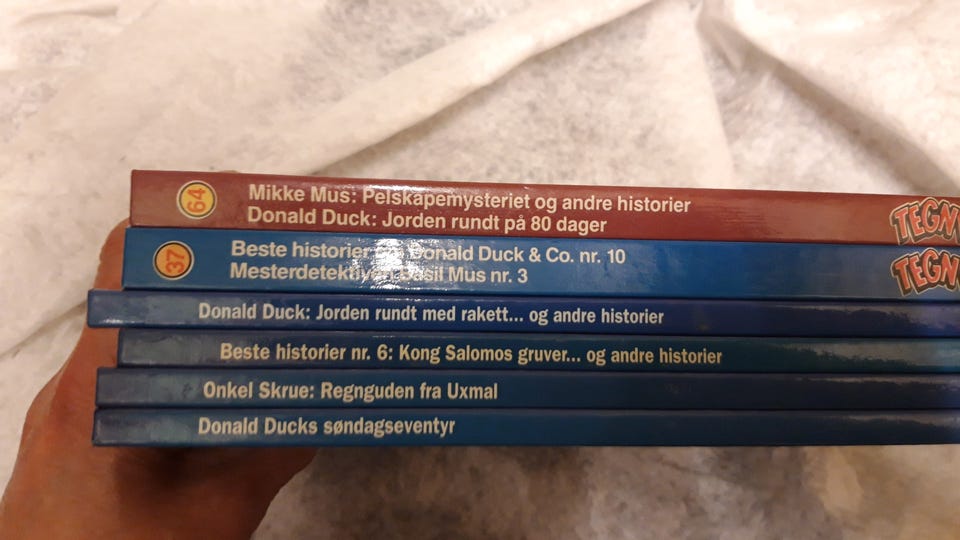 64
Mikke Mus: Pelskapemysteriet og andre historier
Donald Duck: Jorden rundt på 80 dager
TEGN
37
Beste historier Donald Duck & Co. nr. 10
Mesterdetektiven Basil Mus nr. 3
TEGN
Donald Duck: Jorden rundt med rakett... og andre historier
Beste historier nr. 6: Kong Salomos gruver... og andre historier
Onkel Skrue: Regnguden fra Uxmal
Donald Ducks søndagseventyr